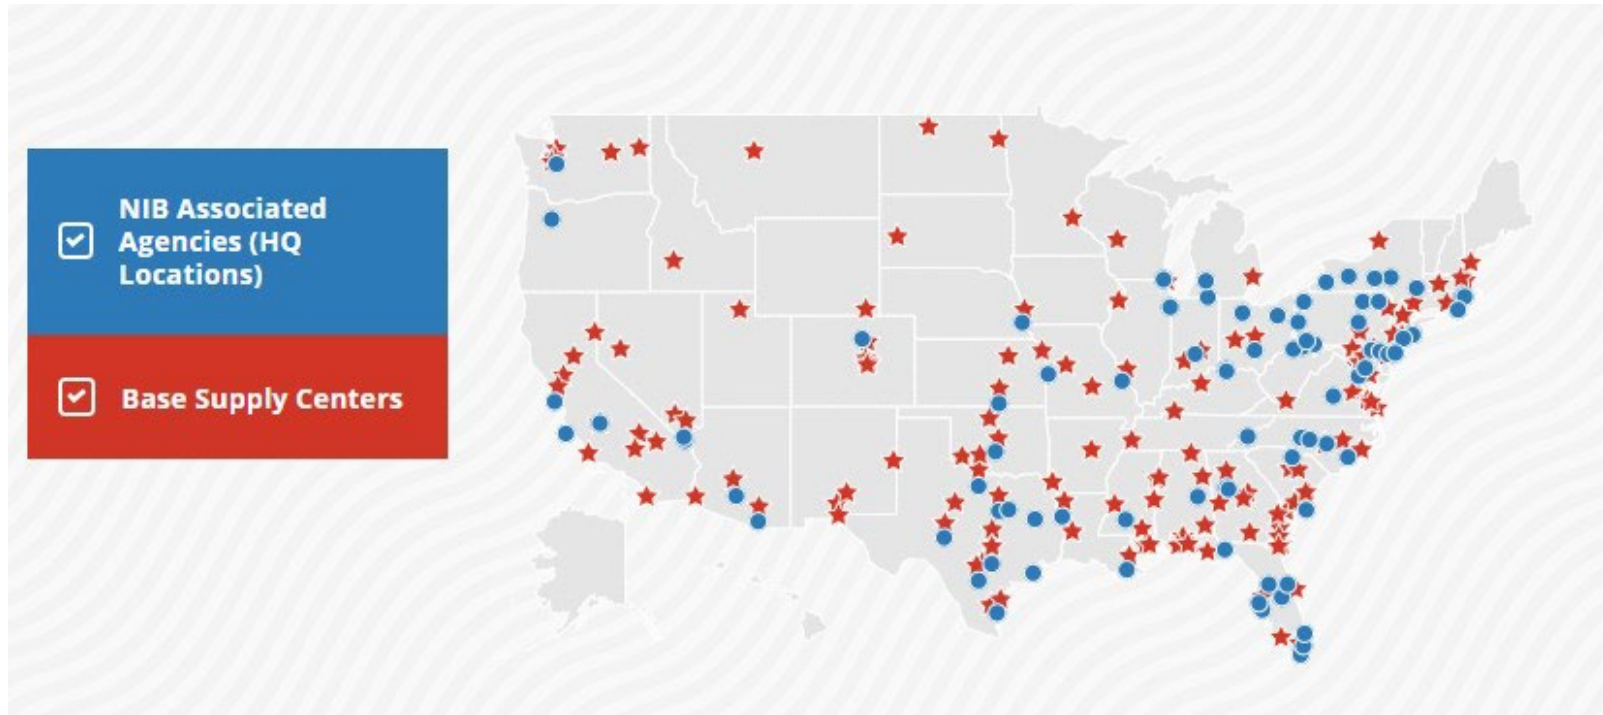 NIB Associated
Agencies (HQ
Locations)
Base Supply Centers